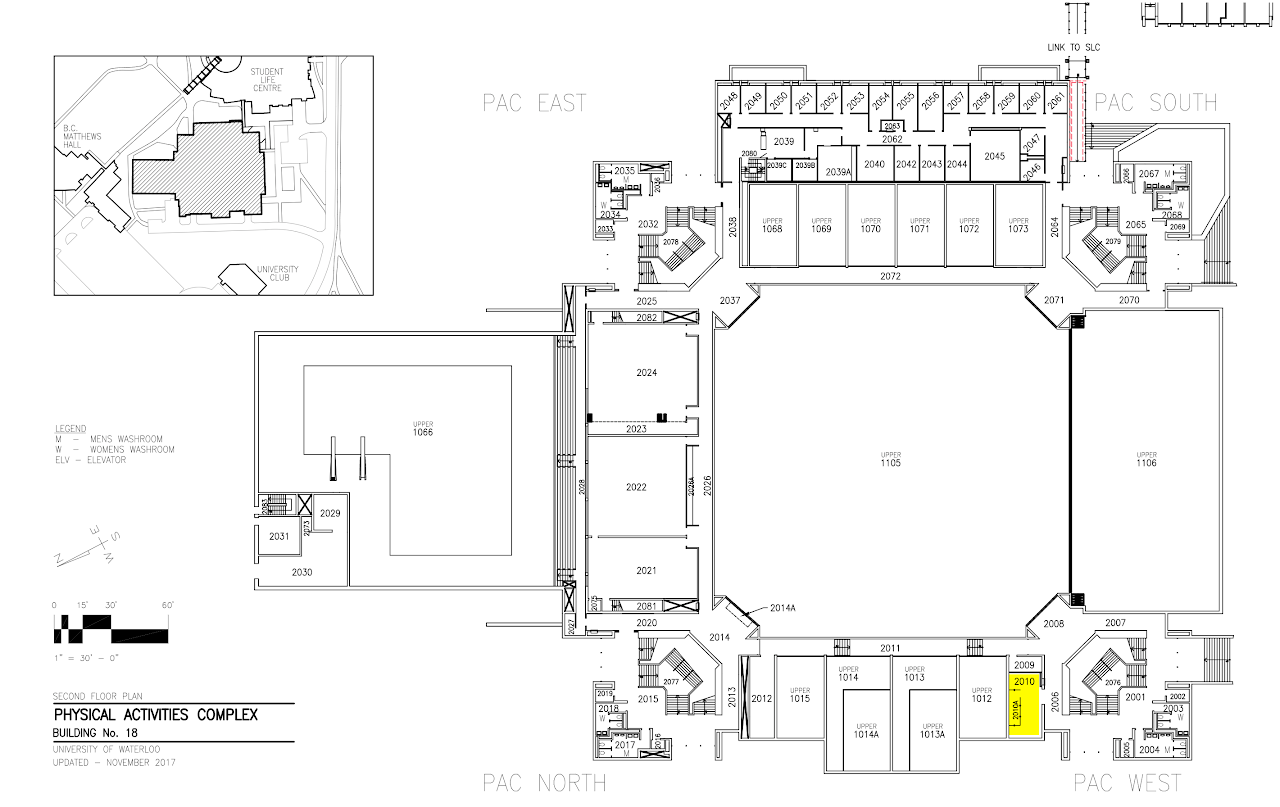 LINK TO SLC
PAC EAST
PAC SOUTH
STUDENT
LIFE
CENTRE
B.C.
MATTHEWS
HALL
UNIVERSITY
CLUB
2048 2049 2050 2051 2052 2053 2054 2055 2056 2057 2058 2059 2060 2061
2063
2062
2039
2080
2039C 2039B
2039A
2040 2042 2043 2044
2045
2047
2046
2035
M
2036
W
2034
2033
2032
2078
2038
UPPER
1068
UPPER
1069
UPPER
1070
UPPER
1071
UPPER
1072
UPPER
1073
2064
2066
2067
M
W
2068
2069
2065
2079
2072
2025
2037
2071
2070
2082
2024
2023
UPPER
1066
2028
2022
2026A
2026
UPPER
1105
UPPER
1106
LEGEND
M – MENS WASHROOM
W – WOMENS WASHROOM
ELV – ELEVATOR
2083
2029
2073
2031
2030
N E S W
2021
2075
2081
2027
2020
2014A
2014
2008
2007
0 15' 30' 60'
1" = 30' – 0"
2011
2077
2015
2019
2018
W
2017
M
2016
2013
2012
UPPER
1015
UPPER
1014
UPPER
1014A
UPPER
1013
UPPER
1013A
UPPER
1012
2009
2010
2010A
2006
2076
2001
2002
2003
W
2005
2004
M
SECOND FLOOR PLAN
PHYSICAL ACTIVITIES COMPLEX
BUILDING No. 18
UNIVERSITY OF WATERLOO
UPDATED – NOVEMBER 2017
PAC NORTH
PAC WEST